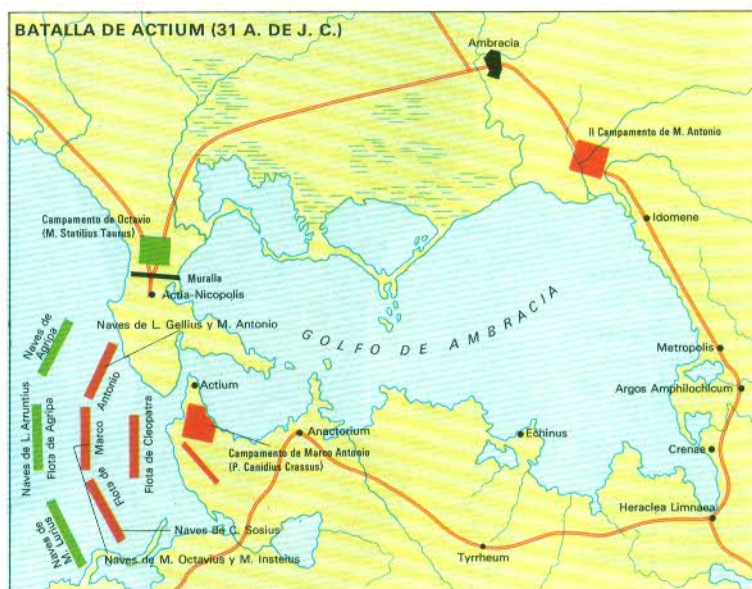 BATALLA DE ACTIUM (31 A. DE J. C.)
Ambracia
II Campamento de M. Antonio
Idomene
Campamento de Octavio
(M. Statilius Taurus)
Muralla
Actia-Nicopolis
Naves de L. Gellius y M. Antonio
GOLFO DE AMBRACIA
Naves de
Agripa
Metropolis
Argos Amphilochicum
Actium
Naves de L. Arruntius
Flota de Agripa
Flota de Marco Antonio
Flota de Cleopatra
Campamento de Marco Antonio
(P. Canidius Crassus)
Anactorium
Echinus
Crenae
Heraclea Limnaea
Naves de
M. Lurius
Naves de C. Sosius
Naves de M. Octavius y M. Insteius
Tyrrheum